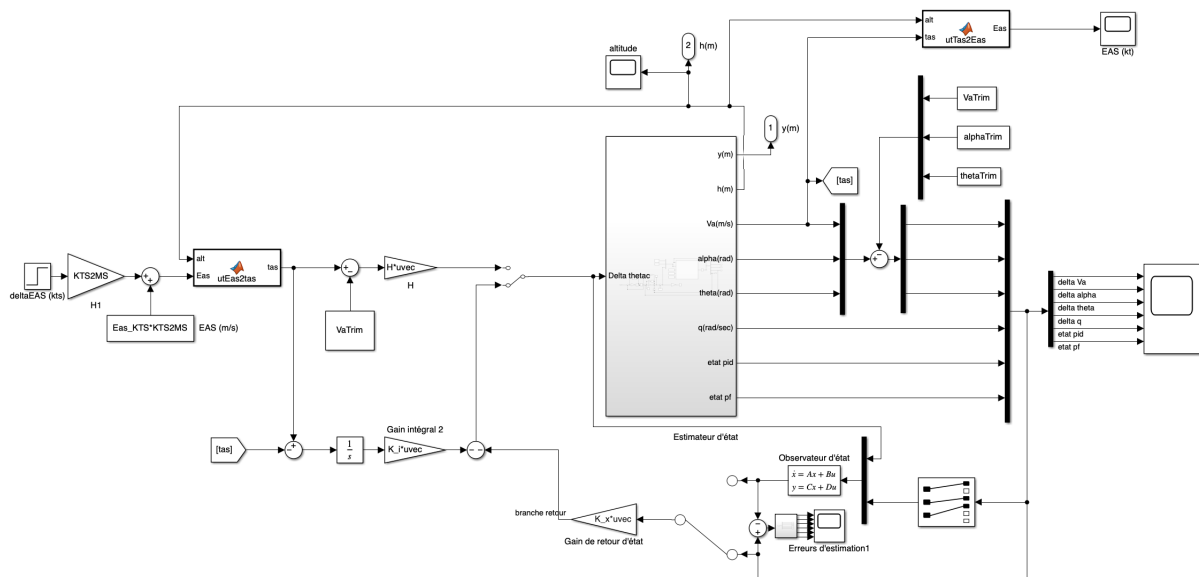 alt
tas
utTas2Eas
Eas
EAS (kt)
altitude
2
h(m)
VaTrim
alphaTrim
thetaTrim
1
y(m)
y(m)
h(m)
[tas]
Va(m/s)
alpha(rad)
theta(rad)
q(rad/sec)
etat pid
etat pf
Delta thetac
alt
Eas
utEas2tas
tas
KTS2MS
H1
deltaEAS (kts)
Eas_KTS*KTS2MS
EAS (m/s)
H*uvec
H
VaTrim
delta Va
delta alpha
delta theta
delta q
etat pid
etat pf
[tas]
1
s
Gain intégral 2
K_i*uvec
Estimateur d'état
Observateur d'état
ẋ = Ax + Bu
y = Cx + Du
branche retour
K_x*uvec
Gain de retour d'état
Erreurs d'estimation1